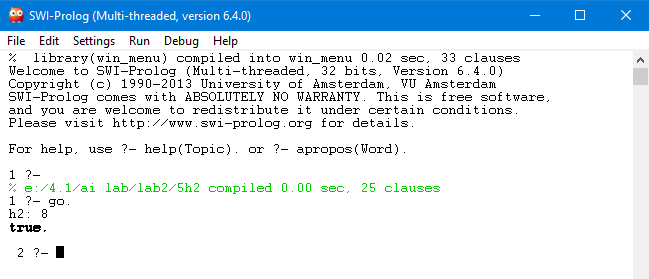 SWI-Prolog (Multi-threaded, version 6.4.0)
File Edit Settings Run Debug Help
% library(win_menu) compiled into win_menu 0.02 sec, 33 clauses
Welcome to SWI-Prolog (Multi-threaded, 32 bits, Version 6.4.0)
Copyright (c) 1990-2013 University of Amsterdam, VU Amsterdam
SWI-Prolog comes with ABSOLUTELY NO WARRANTY. This is free software,
and you are welcome to redistribute it under certain conditions.
Please visit http://www.swi-prolog.org for details.
For help, use ?- help(Topic). or ?- apropos(Word).
1 ?-
% e:/4.1/ai lab/lab2/5h2 compiled 0.00 sec, 25 clauses
1 ?- go.
h2: 8
true.
2 ?-